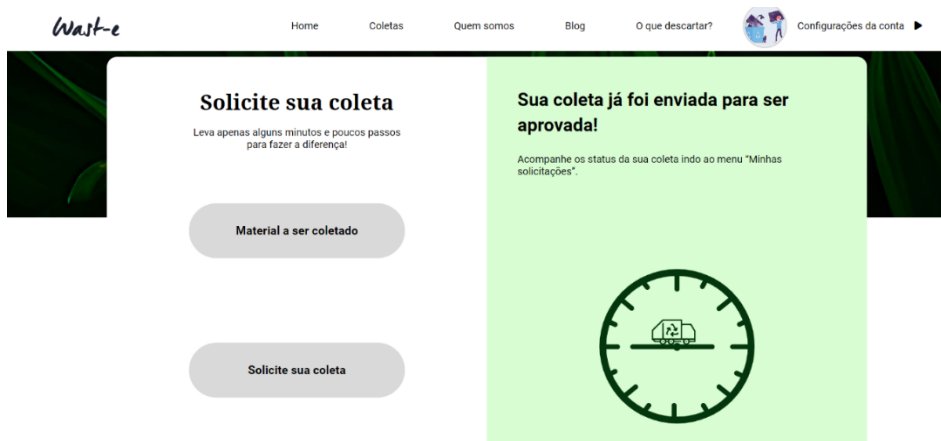 Wast-e
Home
Coletas
Quem somos
Blog
O que descartar?
Configurações da conta
Solicite sua coleta
Leva apenas alguns minutos e poucos passos
para fazer a diferença!
Material a ser coletado
Solicite sua coleta
Sua coleta já foi enviada para ser
aprovada!
Acompanhe os status da sua coleta indo ao menu "Minhas
solicitações".